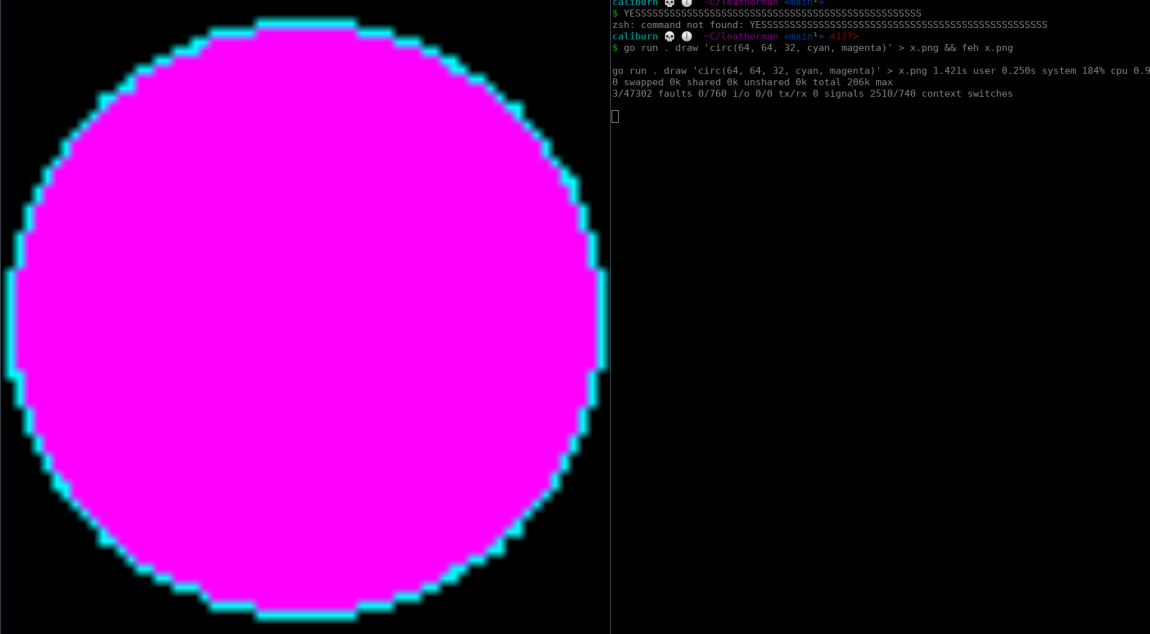 caliburn 💀 ~C/leatherman «main¹»
$ YESSSSSSSSSSSSSSSSSSSSSSSSSSSSSSSSSSSSSSSSSSSSSSSSSSS
zsh: command not found: YESSSSSSSSSSSSSSSSSSSSSSSSSSSSSSSSSSSSSSSSSSSSSSSSSSS
caliburn 💀 ~C/leatherman «main¹» <127>
$ go run . draw 'circ(64, 64, 32, cyan, magenta)' > x.png && feh x.png
go run . draw 'circ(64, 64, 32, cyan, magenta)' > x.png 1.421s user 0.250s system 184% cpu 0.9
0 swapped 0k shared 0k unshared 0k total 206k max
3/47302 faults 0/760 i/o 0/0 tx/rx 0 signals 2510/740 context switches